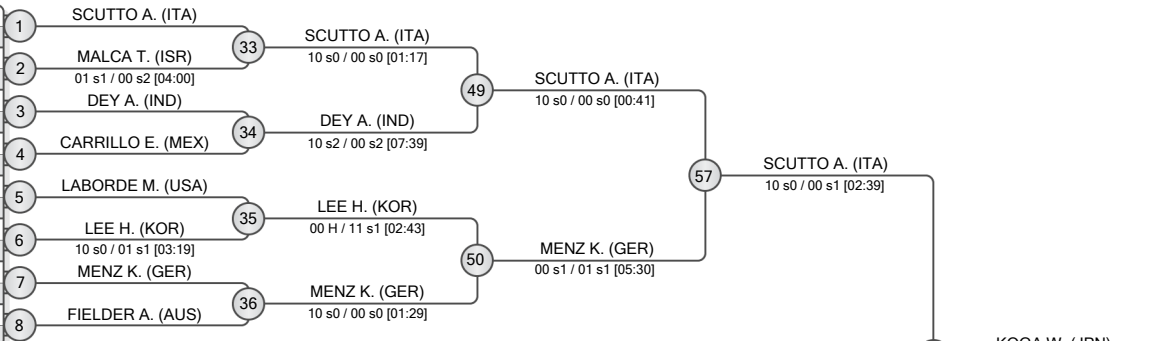 1
SCUTTO A. (ITA)
2
MALCA T. (ISR)
01 s1 / 00 s2 [04:00]
3
DEY A. (IND)
4
CARRILLO E. (MEX)
5
LABORDE M. (USA)
6
LEE H. (KOR)
10 s0 / 01 s1 [03:19]
7
MENZ K. (GER)
8
FIELDER A. (AUS)
33
SCUTTO A. (ITA)
10 s0 / 00 s0 [01:17]
34
DEY A. (IND)
10 s2 / 00 s2 [07:39]
35
LEE H. (KOR)
00 H / 11 s1 [02:43]
36
MENZ K. (GER)
10 s0 / 00 s0 [01:29]
49
SCUTTO A. (ITA)
10 s0 / 00 s0 [00:41]
50
MENZ K. (GER)
00 s1 / 01 s1 [05:30]
57
SCUTTO A. (ITA)
10 s0 / 00 s1 [02:39]